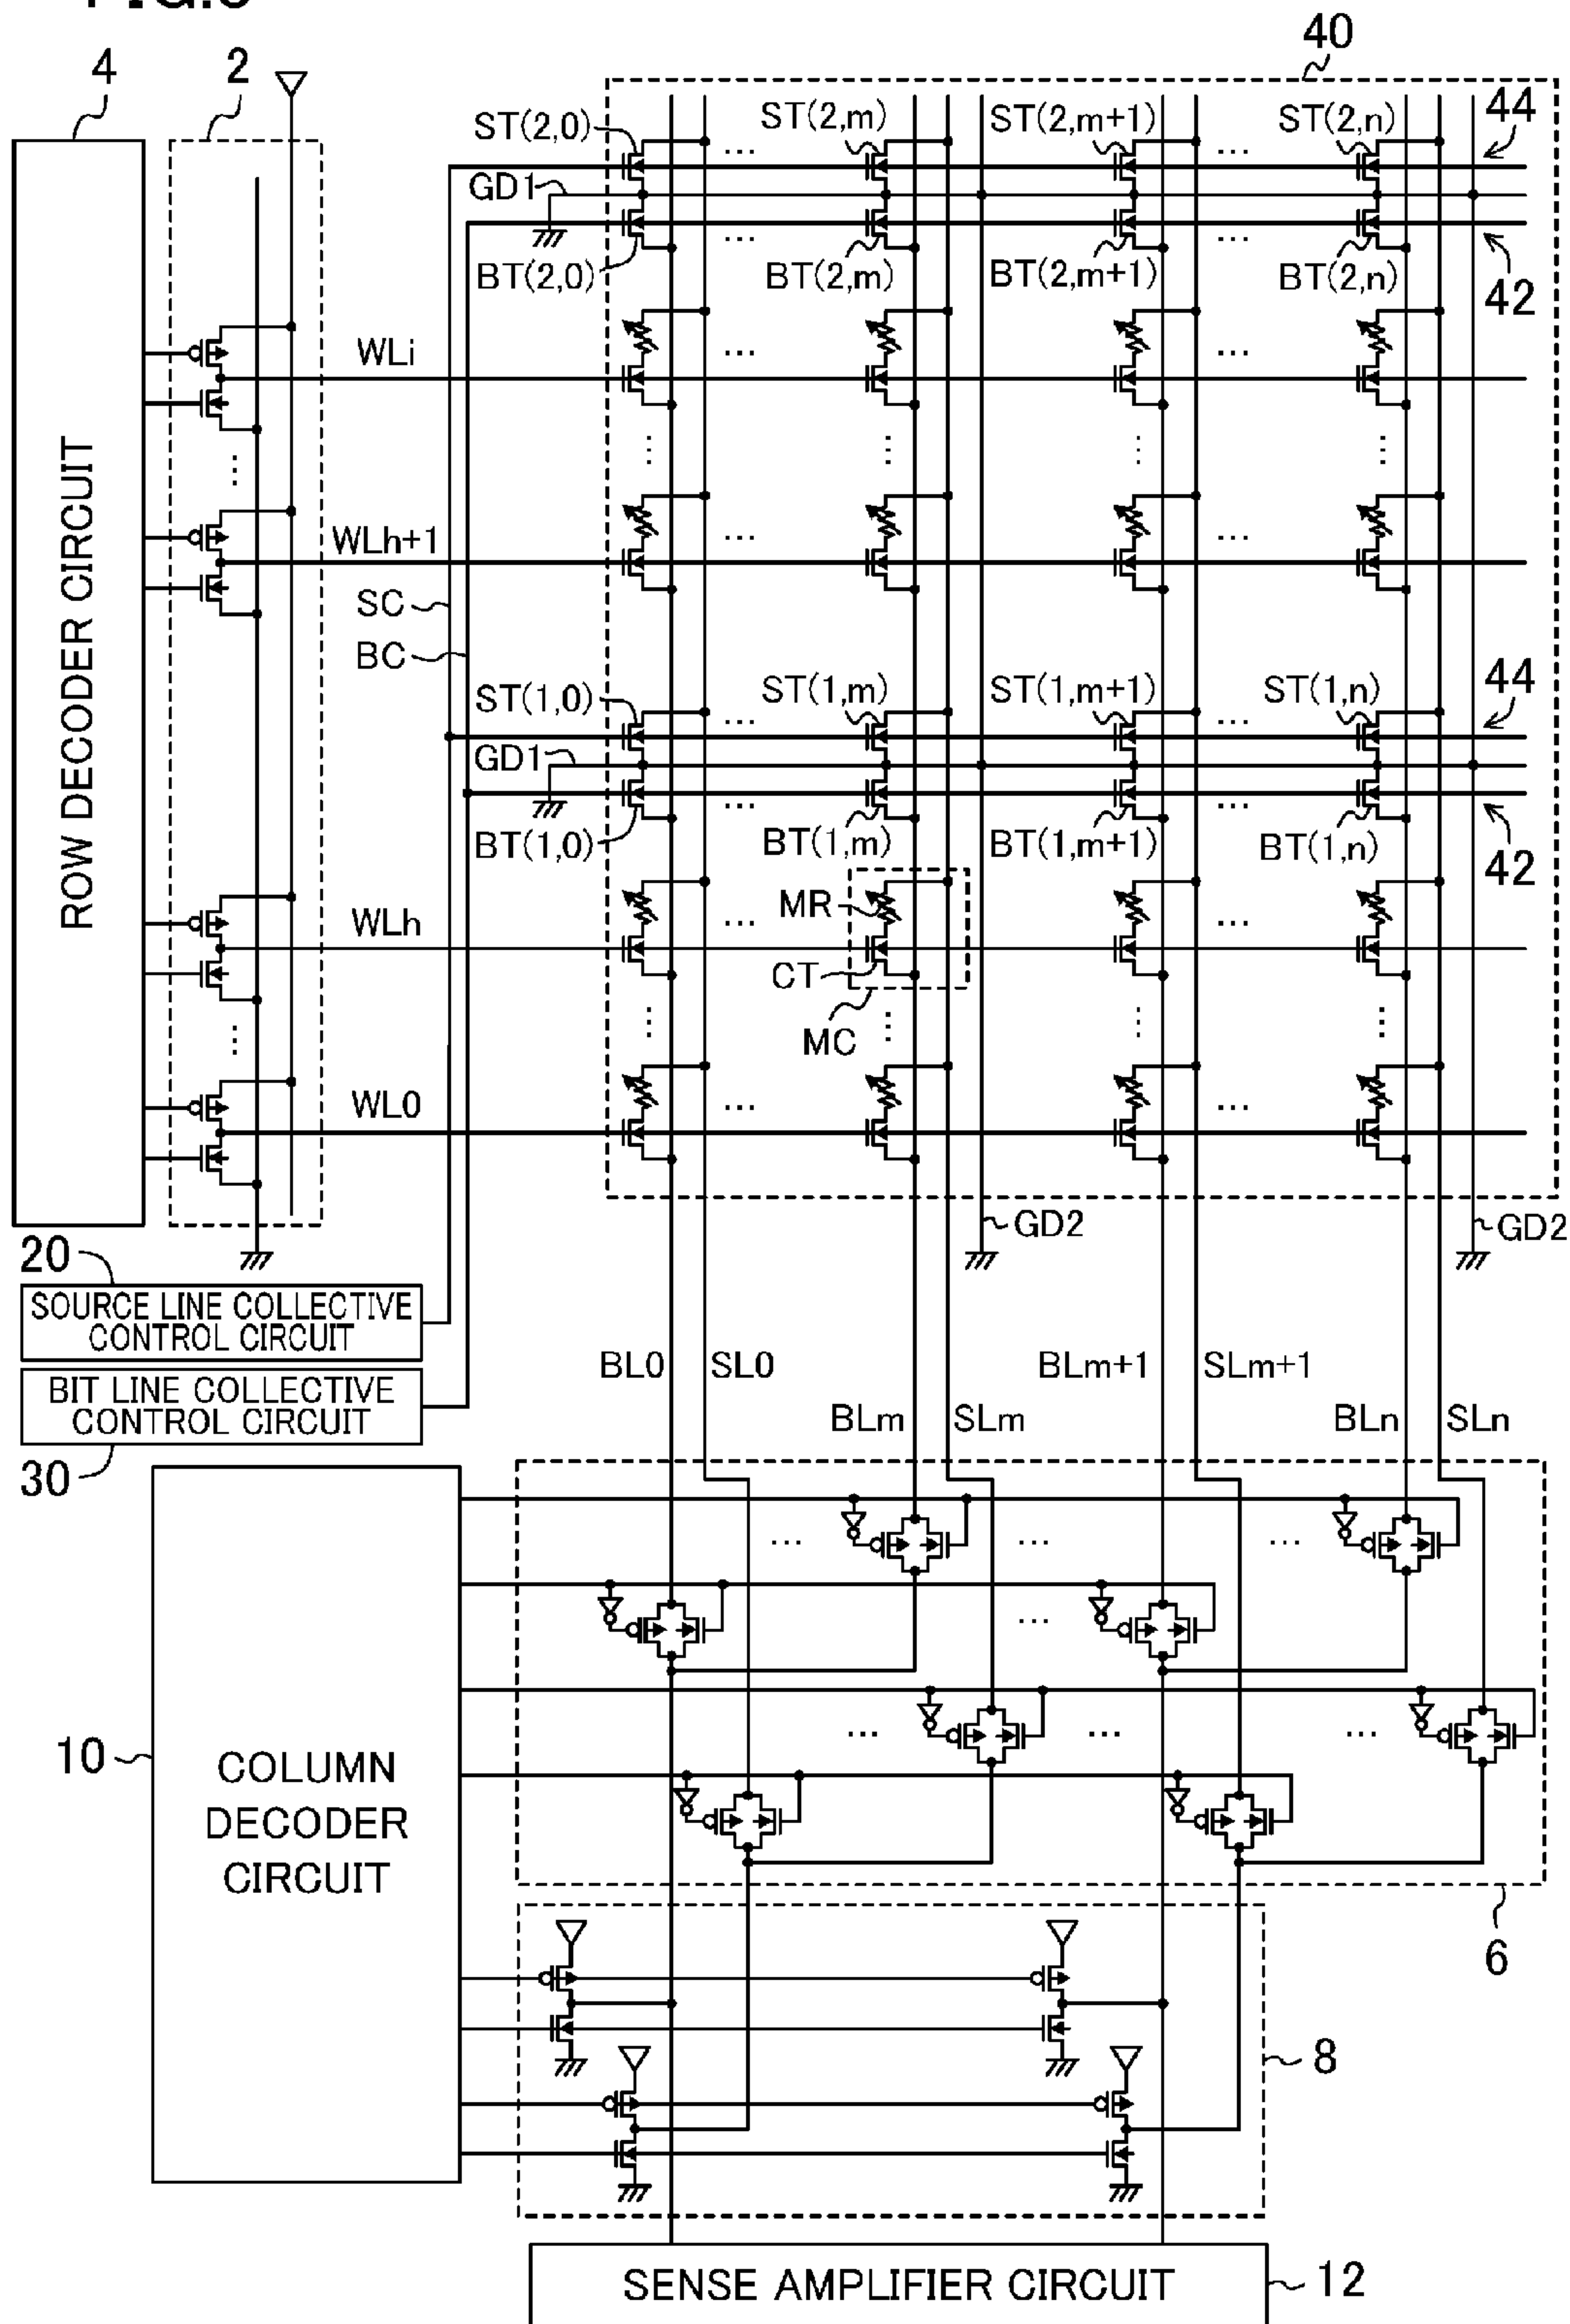 40
4
2
ST(2,0)
ST(2,m)
ST(2,m+1)
ST(2,n)
44
...
...
GD1
...
...
BT(2,0)
BT(2,m)
BT(2,m+1)
BT(2,n)
42
WLi
...
...
ROW DECODER CIRCUIT
WLh+1
...
...
SC
BC
ST(1,0)
ST(1,m)
ST(1,m+1)
ST(1,n)
44
...
...
GD1
...
...
BT(1,0)
BT(1,m)
BT(1,m+1)
BT(1,n)
42
MR
WLh
...
...
CT
MC
WL0
...
...
GD2
GD2
20
SOURCE LINE COLLECTIVE
CONTROL CIRCUIT
BL0
SL0
BLm+1
SLm+1
BIT LINE COLLECTIVE
CONTROL CIRCUIT
BLm
SLm
BLn
SLn
30
...
...
...
...
10
COLUMN
DECODER
CIRCUIT
...
...
...
6
8
SENSE AMPLIFIER CIRCUIT
12